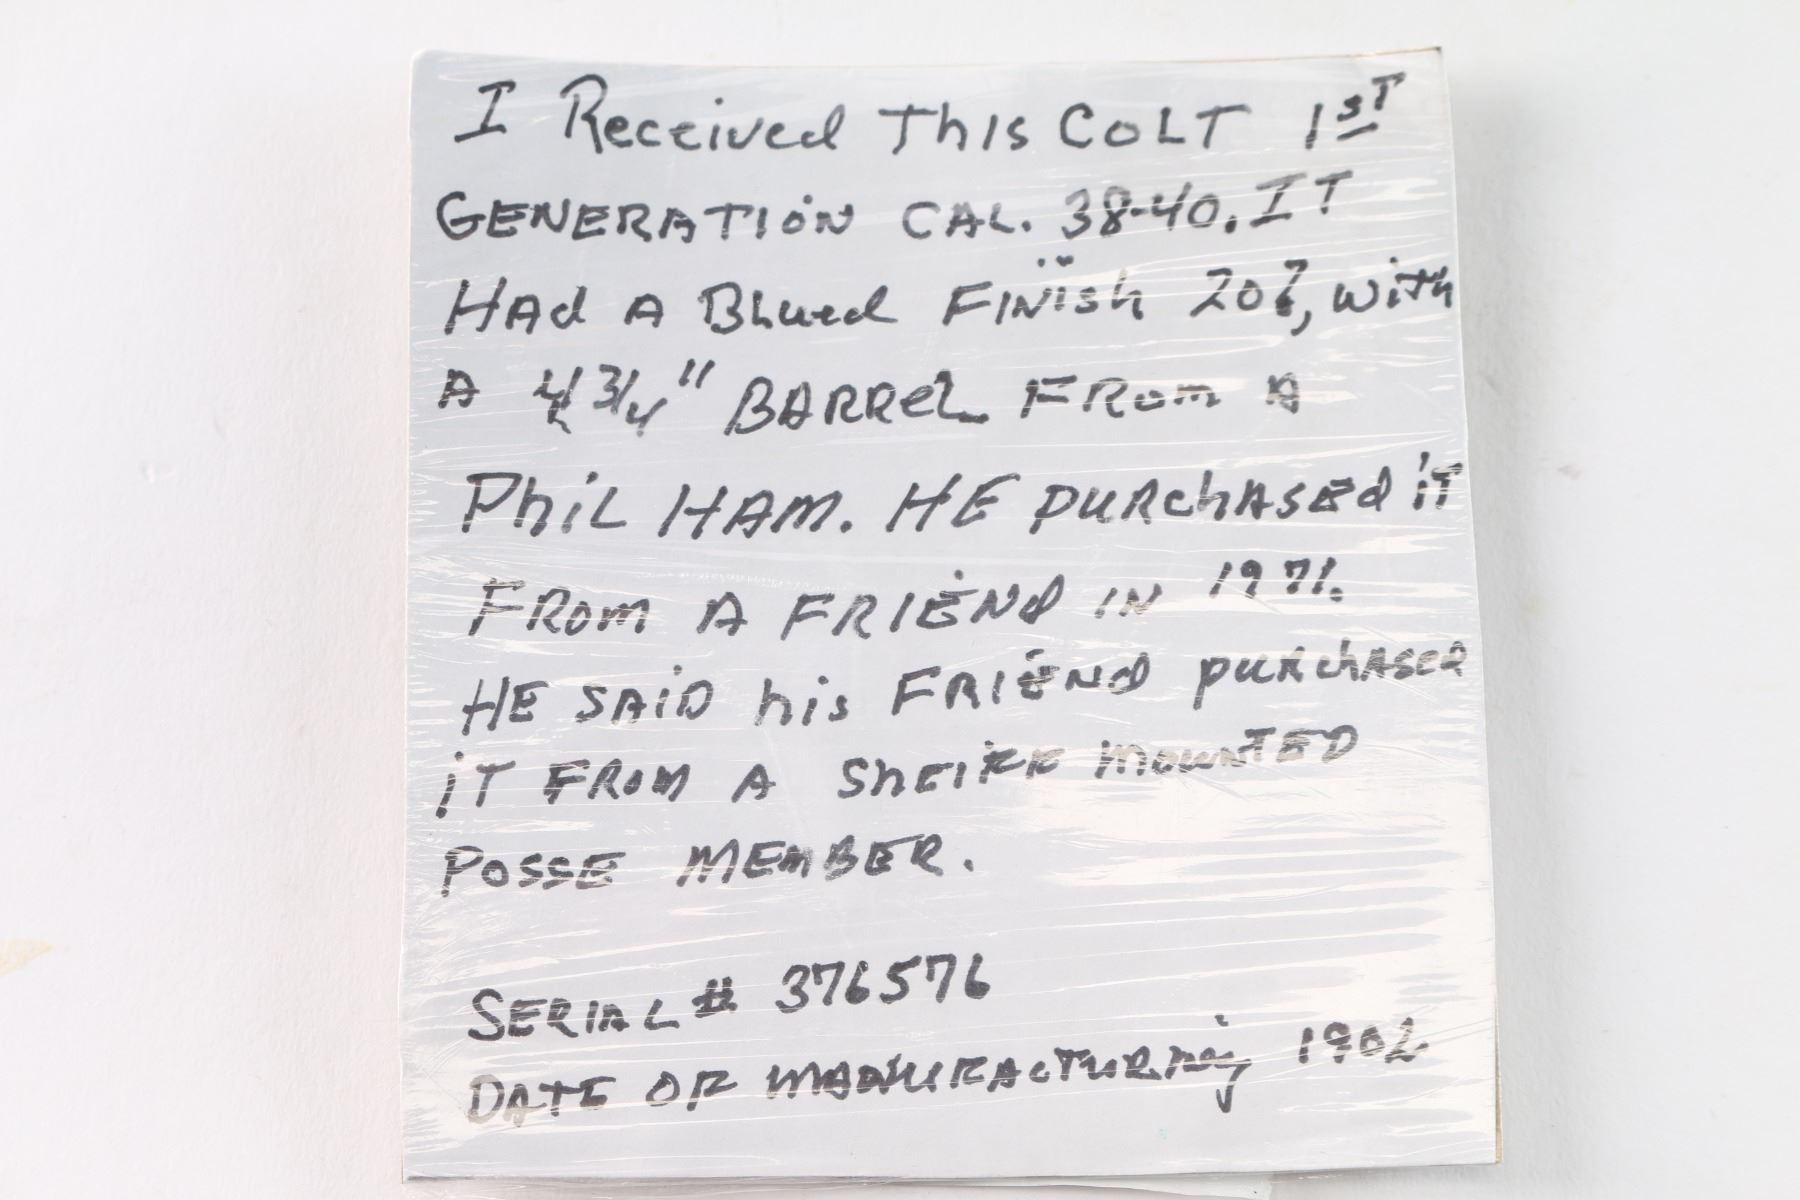 I Received This COLT 1ST
GENERATION CAL. 38-40. IT
HAd A Blued FINish 20%, with
A 4 3/4" BARREL FROM A
PhiL HAM. HE PURchASEd iT
FROM A FRIEND IN 1971.
HE SAID his FRIEND PURchASED
iT FROM A SHEIFF MOUNTED
POSSE MEMBER.
SERIAL # 376576
DATE OF MANUFACTURing 1902